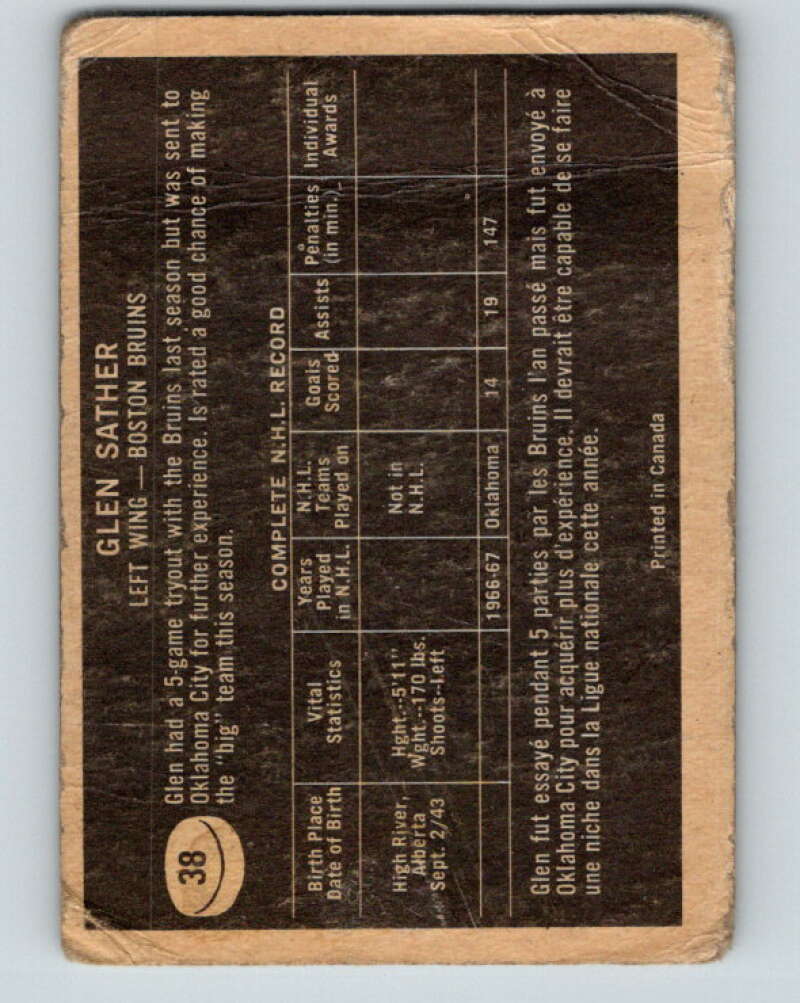 GLEN SATHER
LEFT WING — BOSTON BRUINS
38
Glen had a 5-game tryout with the Bruins last season but was sent to
Oklahoma City for further experience. Is rated a good chance of making
the "big" team this season.
COMPLETE N.H.L. RECORD
Birth Place
Date of Birth
Vital
Statistics
Years
Played
in N.H.L.
N.H.L.
Teams
Played on
Goals
Scored
Assists
Penalties
(in min.)
Individual
Awards
High River,
Alberta
Sept. 2/43
Hght.--5'11"
Wght.--170 lbs.
Shoots--Left
Not in
N.H.L.
1966-67 Oklahoma 14 19 147
Glen fut essayé pendant 5 parties par les Bruins l'an passé mais fut envoyé à
Oklahoma City pour acquérir plus d'expérience. Il devrait être capable de se faire
une niche dans la Ligue nationale cette année.
Printed in Canada